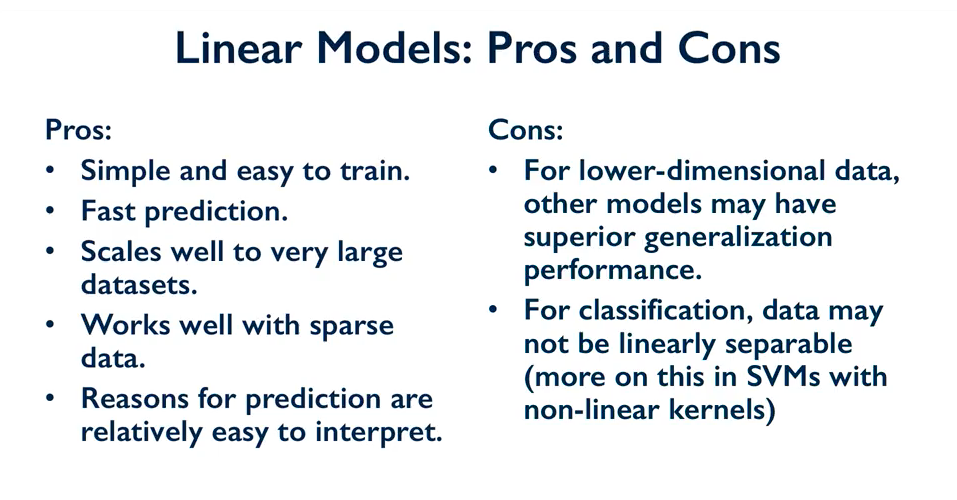 Linear Models: Pros and Cons
Pros:
• Simple and easy to train.
• Fast prediction.
• Scales well to very large
datasets.
• Works well with sparse
data.
• Reasons for prediction are
relatively easy to interpret.
Cons:
• For lower-dimensional data,
other models may have
superior generalization
performance.
• For classification, data may
not be linearly separable
(more on this in SVMs with
non-linear kernels)